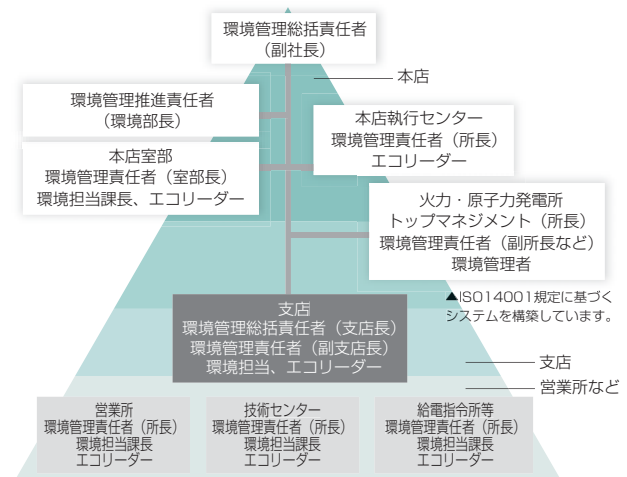 環境管理総括責任者
（副社長）
本店
環境管理推進責任者
（環境部長）
本店執行センター
環境管理責任者（所長）
エコリーダー
本店室部
環境管理責任者（室部長）
環境担当課長、エコリーダー
火力・原子力発電所
トップマネジメント（所長）
環境管理責任者（副所長など）
環境管理者
▲ISO14001規定に基づく
システムを構築しています。
支店
環境管理総括責任者（支店長）
環境管理責任者（副支店長）
環境担当、エコリーダー
支店
営業所など
営業所
環境管理責任者（所長）
環境担当課長
エコリーダー
技術センター
環境管理責任者（所長）
環境担当課長
エコリーダー
給電指令所等
環境管理責任者（所長）
環境担当課長
エコリーダー